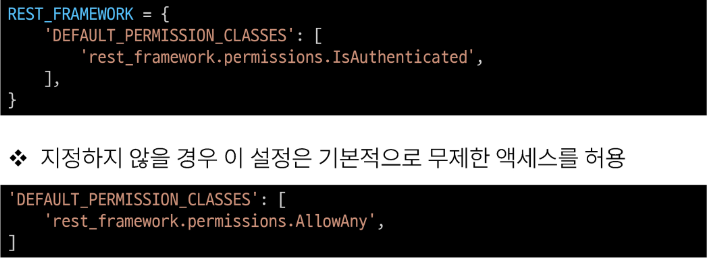 REST_FRAMEWORK = {
    'DEFAULT_PERMISSION_CLASSES': [
        'rest_framework.permissions.IsAuthenticated',
    ],
}
❖ 지정하지 않을 경우 이 설정은 기본적으로 무제한 액세스를 허용
'DEFAULT_PERMISSION_CLASSES': [
    'rest_framework.permissions.AllowAny',
]